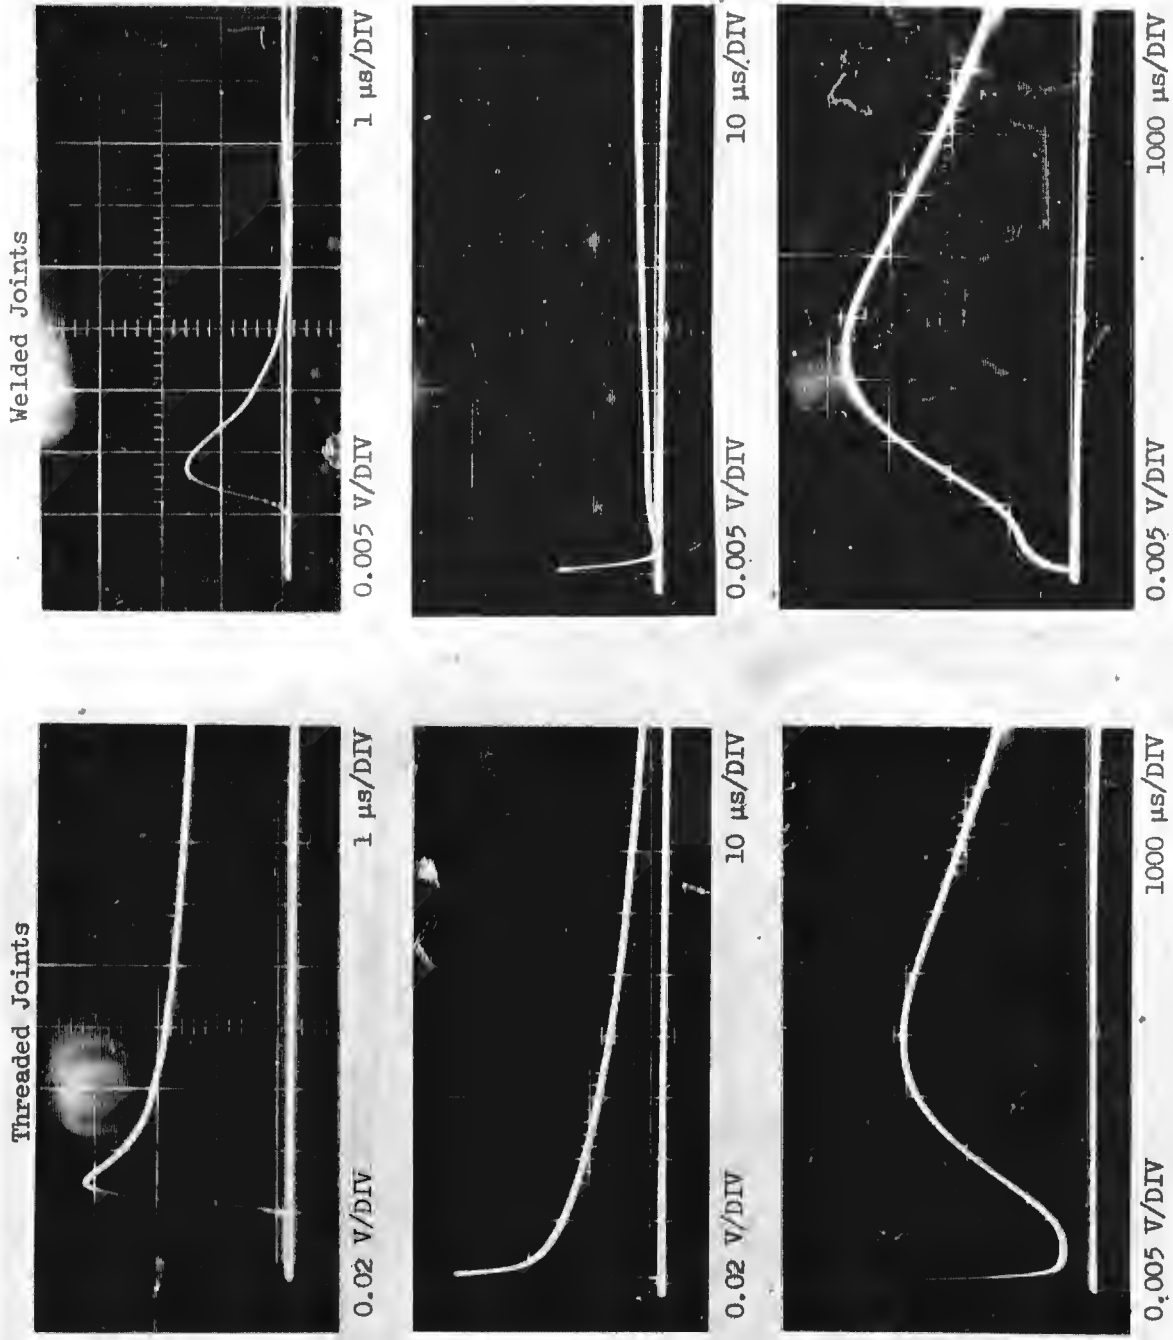 Threaded Joints
0.02 V/DIV 1 μs/DIV
0.02 V/DIV 10 μs/DIV
0.005 V/DIV 1000 μs/DIV
Welded Joints
0.005 V/DIV 1 μs/DIV
0.005 V/DIV 10 μs/DIV
0.005 V/DIV 1000 μs/DIV